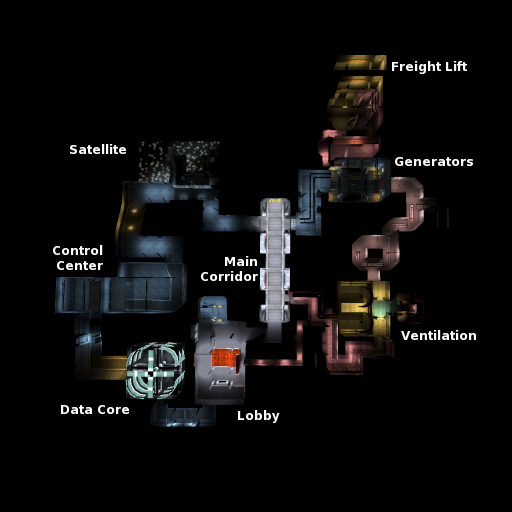 Freight Lift
Satellite
Generators
Control
Center
Main
Corridor
Ventilation
Data Core
Lobby